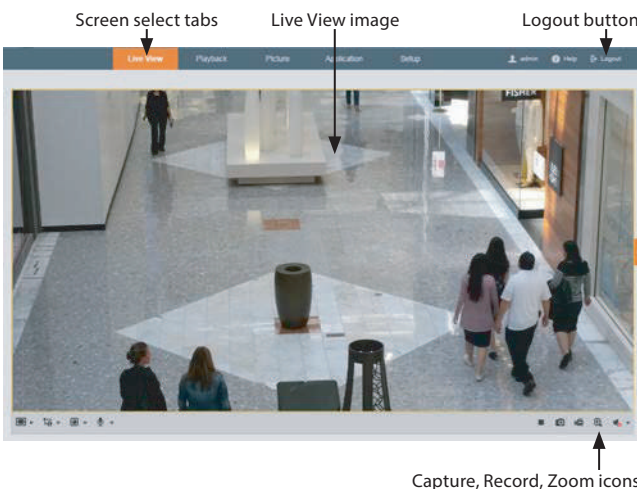 Screen select tabs
Live View image
Logout button
Live View
Playback
Picture
Application
Setup
admin
Help
Logout
FISHER
Capture, Record, Zoom icons